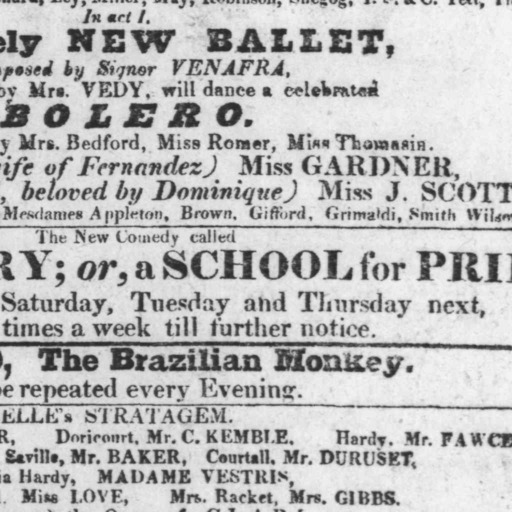 In act I.
ely NEW BALLET,
posed by Signor VENAFRA,
by Mrs. VEDY, will dance a celebrated
BOLERO.
y Mrs. Bedford, Miss Romer, Miss Thomasin.
ife of Fernandez) Miss GARDNER,
, beloved by Dominique) Miss J. SCOTT
Mesdames Appleton, Brown, Gifford, Grimaldi, Smith Wilson
The New Comedy called
RY; or, a SCHOOL for PRI
Saturday, Tuesday and Thursday next,
times a week till further notice.
, The Brazilian Monkey.
be repeated every Evening.
ELLE's STRATAGEM.
R, Doricourt, Mr. C. KEMBLE, Hardy, Mr. FAWCE
Saville, Mr. BAKER, Courtall, Mr. DURUSET,
ia Hardy, MADAME VESTRIS,
Miss LOVE, Mrs. Racket, Mrs. GIBBS.